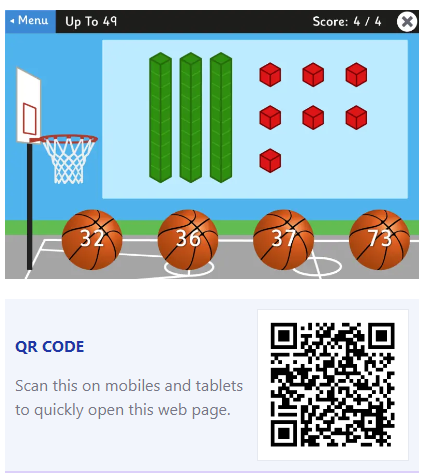 Menu Up To 49 Score: 4 / 4
32 36 37 73
QR CODE
Scan this on mobiles and tablets
to quickly open this web page.